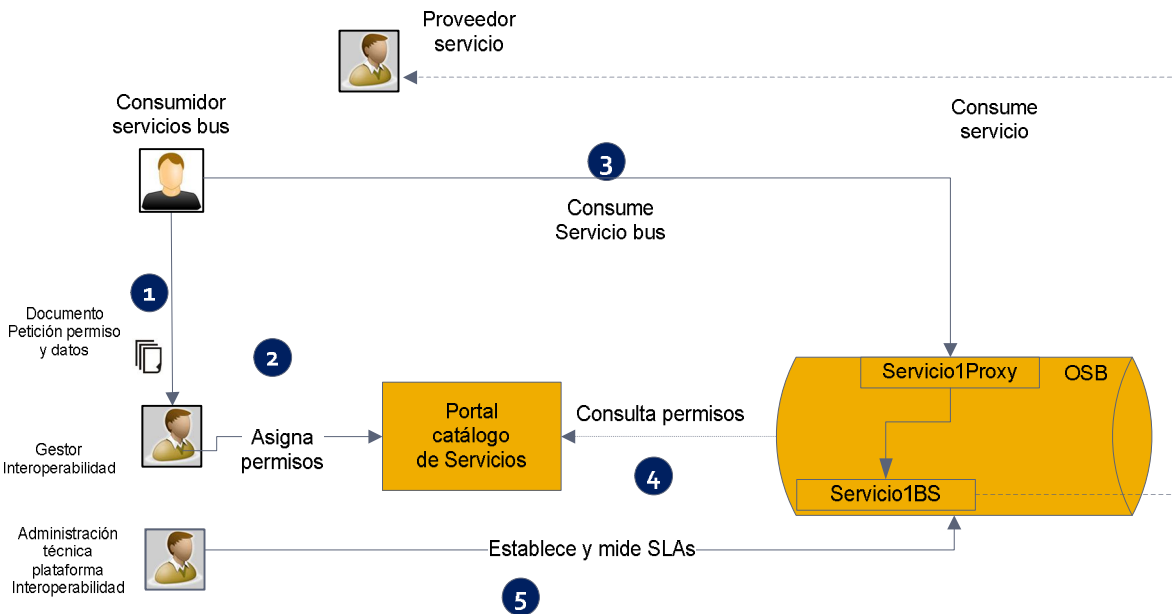 Proveedor
servicio
Consumidor
servicios bus
Consume
servicio
3
Consume
Servicio bus
1
Documento
Petición permiso
y datos
2
Servicio1Proxy
OSB
Portal
catálogo
de Servicios
Consulta permisos
Asigna
permisos
Gestor
Interoperabilidad
4
Servicio1BS
Administración
técnica
plataforma
Interoperabilidad
Establece y mide SLAs
5